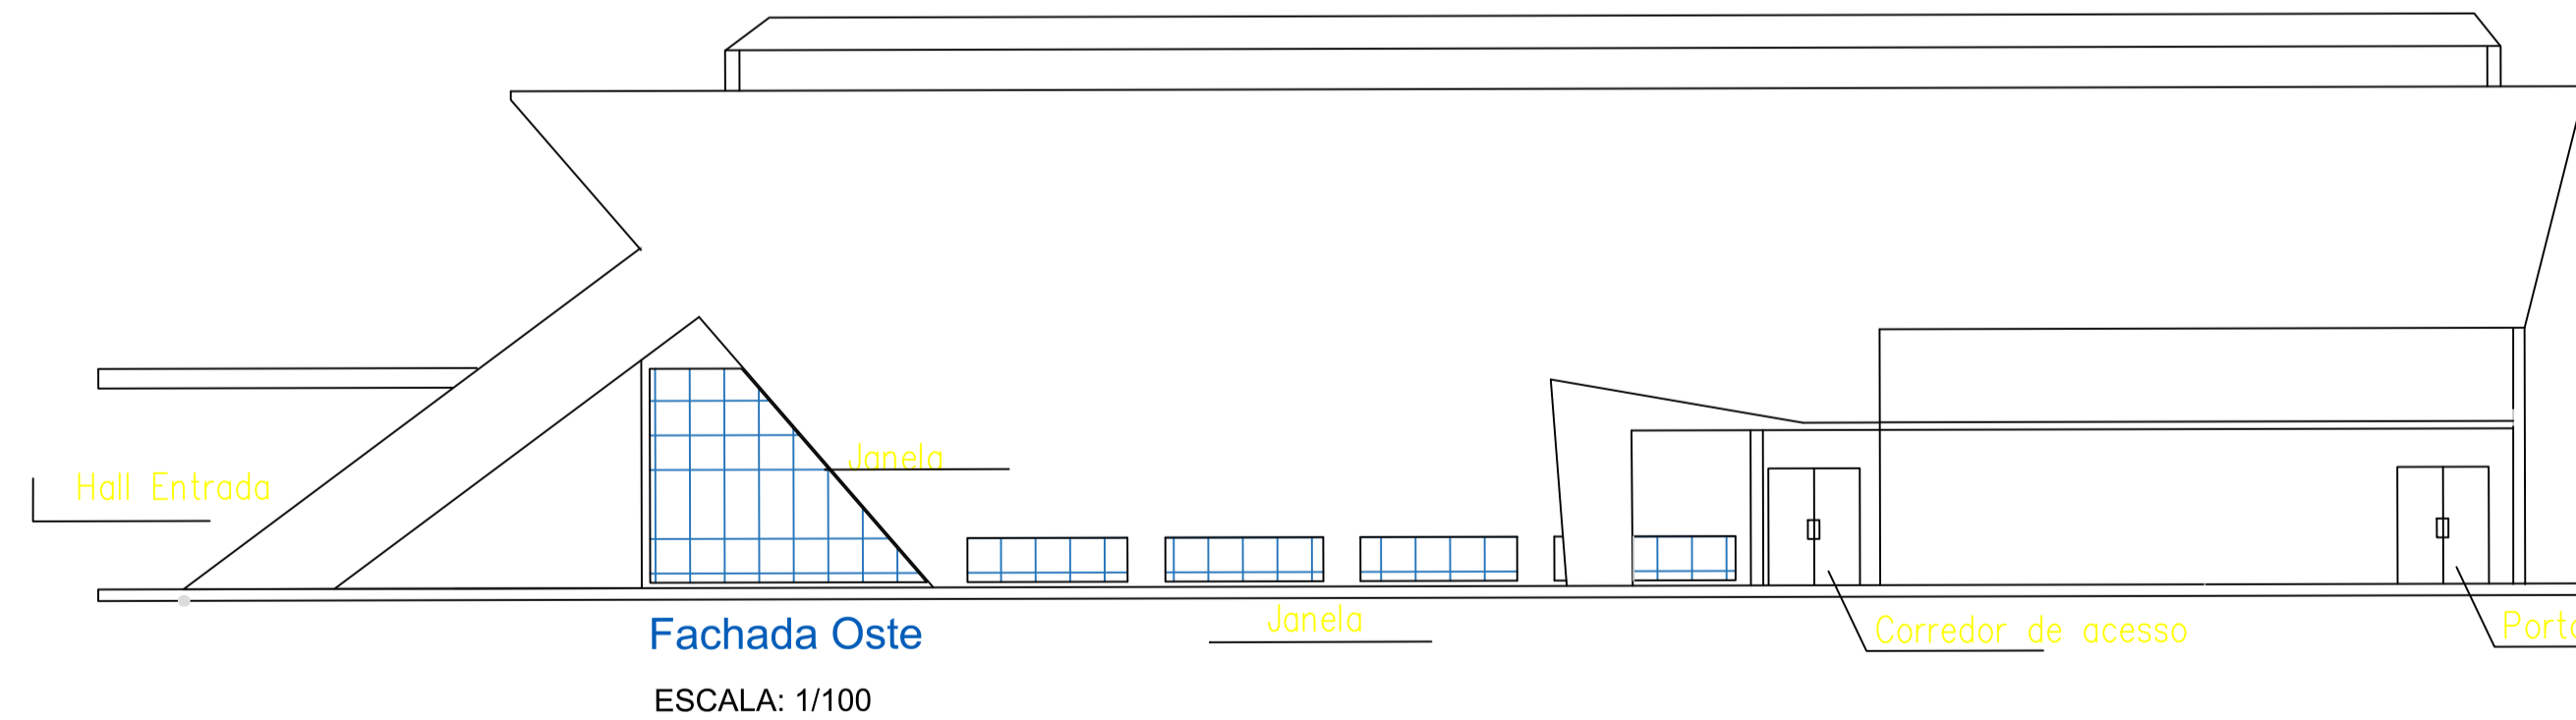 Janela
Hall Entrada
Janela
Fachada Oste
Corredor de acesso
ESCALA: 1/100